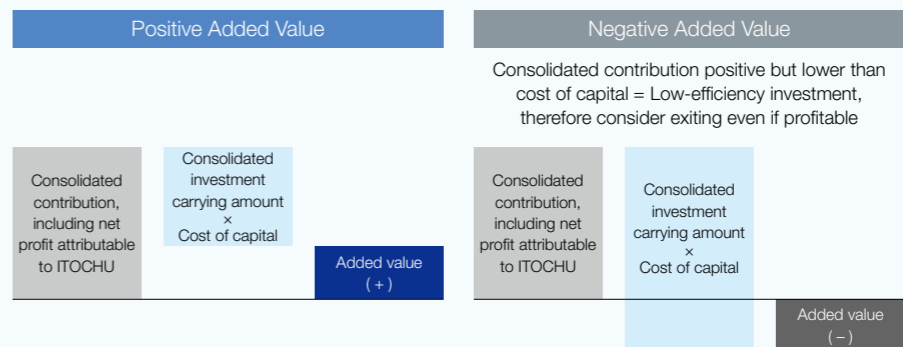 Positive Added Value
Consolidated
contribution,
including net
profit attributable
to ITOCHU
Consolidated
investment
carrying amount
×
Cost of capital
Added value
( + )
Negative Added Value
Consolidated contribution positive but lower than
cost of capital = Low-efficiency investment,
therefore consider exiting even if profitable
Consolidated
contribution,
including net
profit attributable
to ITOCHU
Consolidated
investment
carrying amount
×
Cost of capital
Added value
( – )